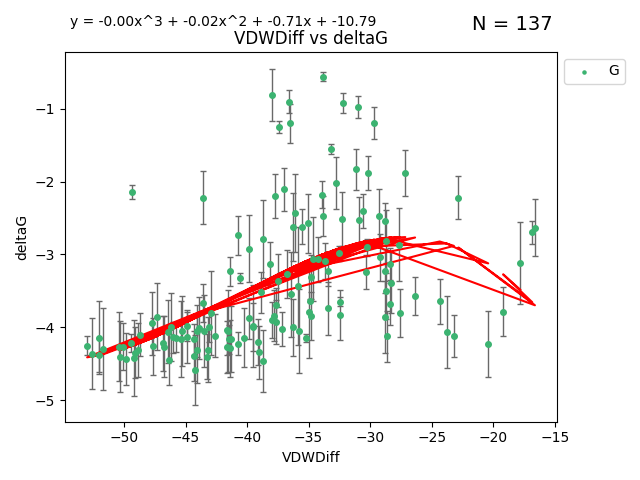 y = -0.00x^3 + -0.02x^2 + -0.71x + -10.79
N = 137
VDWDiff vs deltaG
G
−1
−2
−3
−4
−5
deltaG
−50 −45 −40 −35 −30 −25 −20 −15
VDWDiff